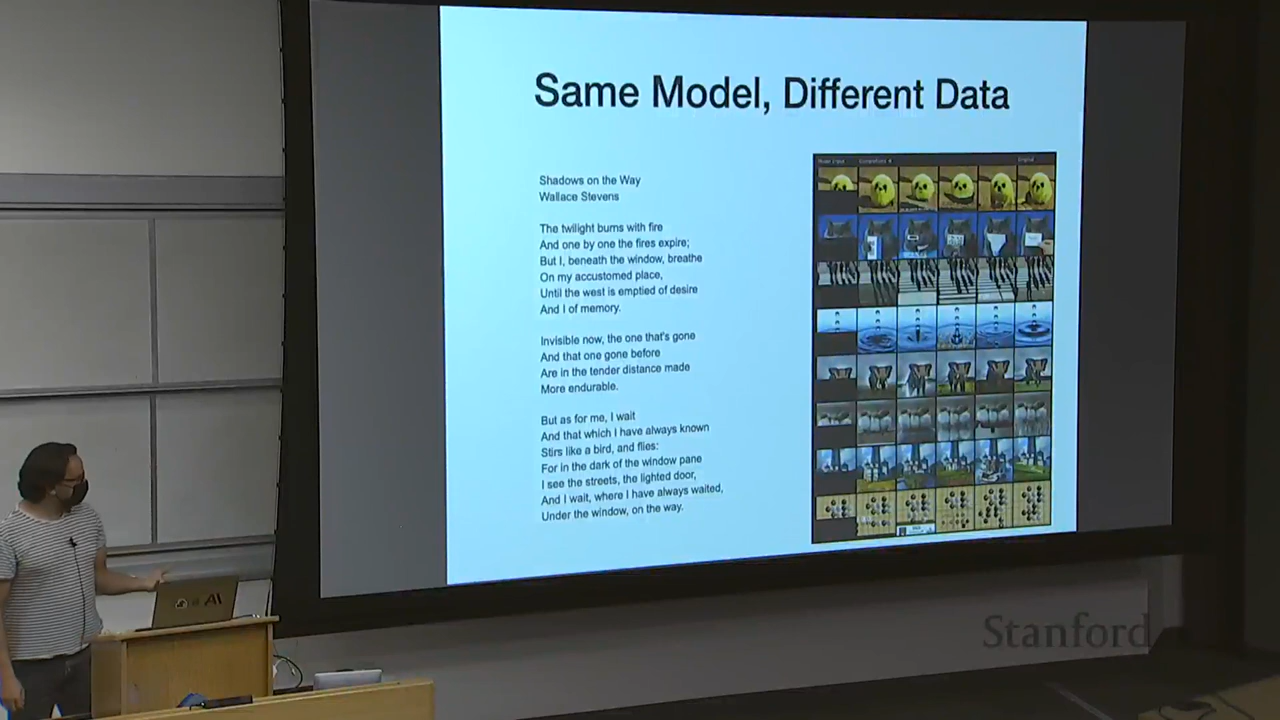 Same Model, Different Data
Shadows on the Way
Wallace Stevens
The twilight burns with fire
And one by one the fires expire;
But I, beneath the window, breathe
On my accustomed place,
Until the west is emptied of desire
And I of memory.
Invisible now, the one that's gone
And that one gone before
Are in the tender distance made
More endurable.
But as for me, I wait
And that which I have always known
Stirs like a bird, and flies:
For in the dark of the window pane
I see the streets, the lighted door,
And I wait, where I have always waited,
Under the window, on the way.
Model Input
Completions
Original
AI
Stanford